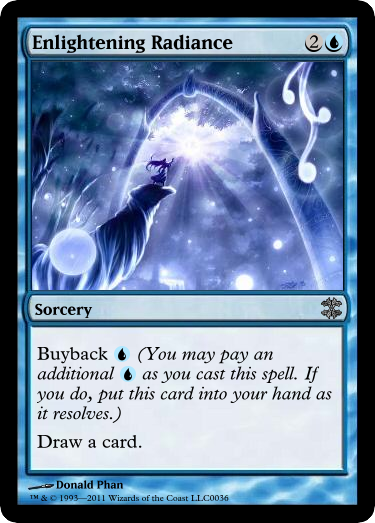 Enlightening Radiance 2
Sorcery
Buyback (You may pay an
additional as you cast this spell. If
you do, put this card into your hand as
it resolves.)
Draw a card.
Donald Phan
™ & © 1993—2011 Wizards of the Coast LLC0036